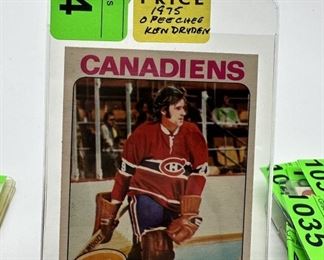 4
PRICE
1975
O PEE CHEE
KEN DRYDEN
CANADIENS
1035